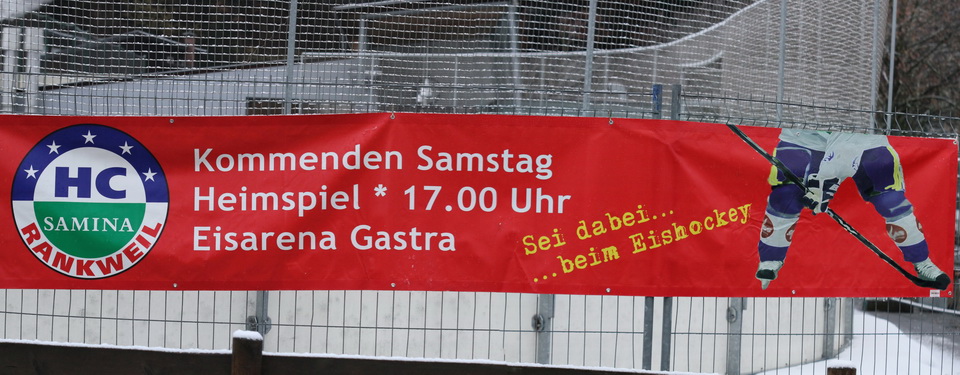 HC
SAMINA
RANKWEIL
Kommenden Samstag
Heimspiel * 17.00 Uhr
Eisarena Gastra
Sei dabei...
...beim Eishockey